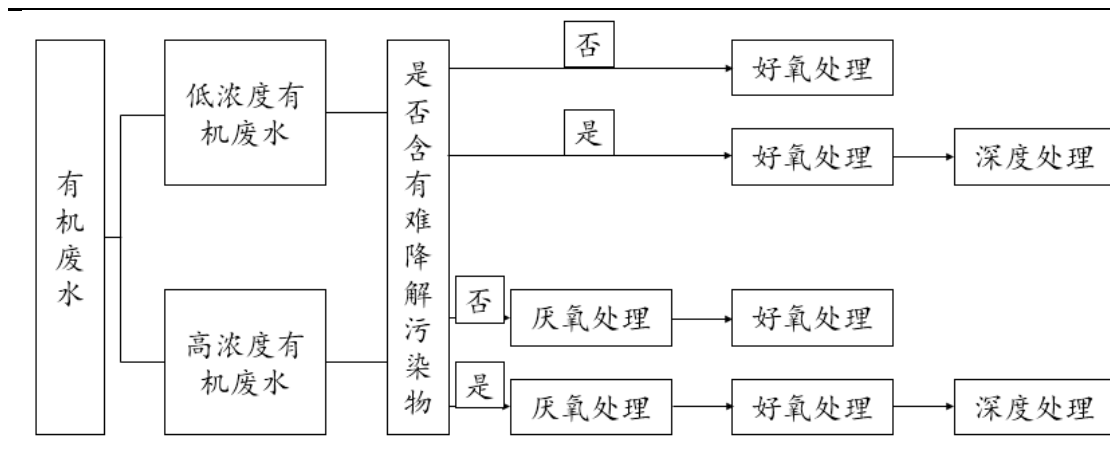 有机废水
低浓度有
机废水
高浓度有
机废水
是否含有难降解污染物
否
好氧处理
是
好氧处理
深度处理
否
厌氧处理
好氧处理
是
厌氧处理
好氧处理
深度处理